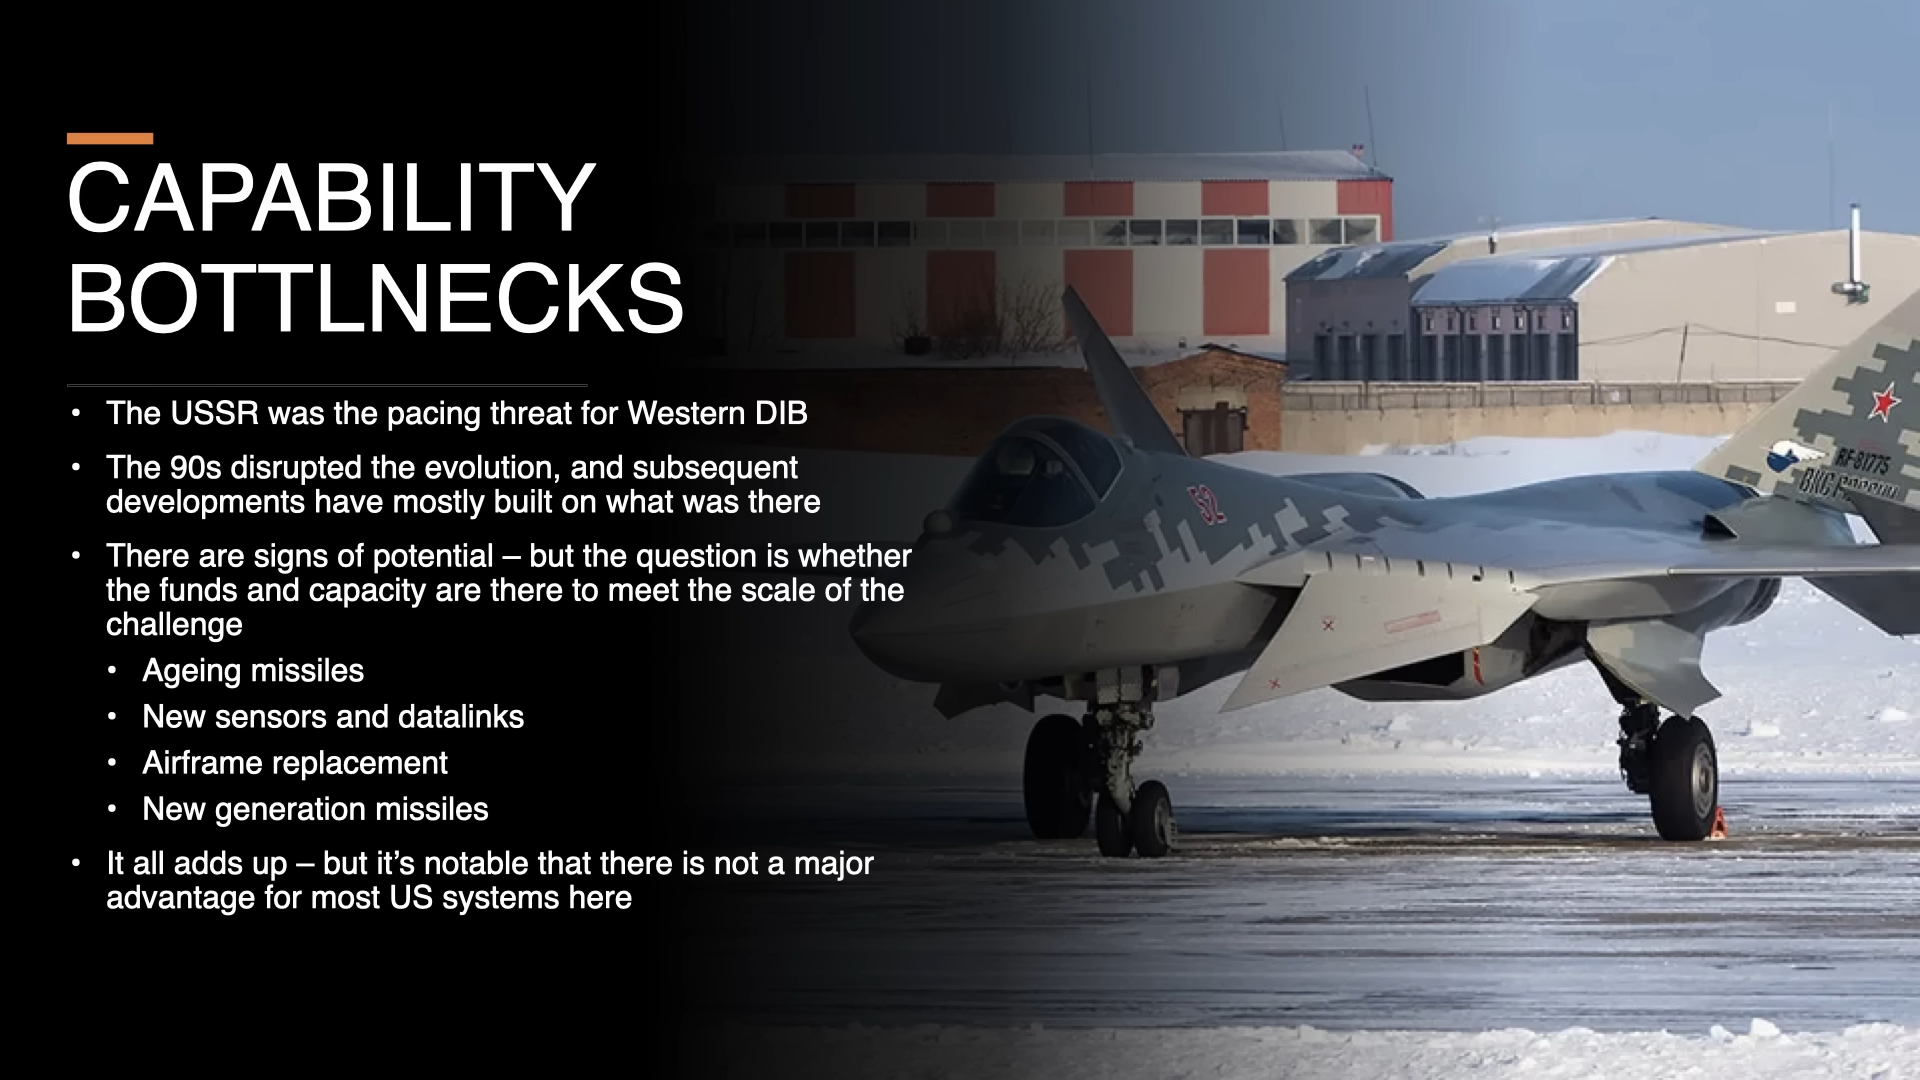 CAPABILITY
BOTTLNECKS
• The USSR was the pacing threat for Western DIB
• The 90s disrupted the evolution, and subsequent
developments have mostly built on what was there
• There are signs of potential – but the question is whether
the funds and capacity are there to meet the scale of the
challenge
• Ageing missiles
• New sensors and datalinks
• Airframe replacement
• New generation missiles
• It all adds up – but it’s notable that there is not a major
advantage for most US systems here
52
RF-81775
ВКС России